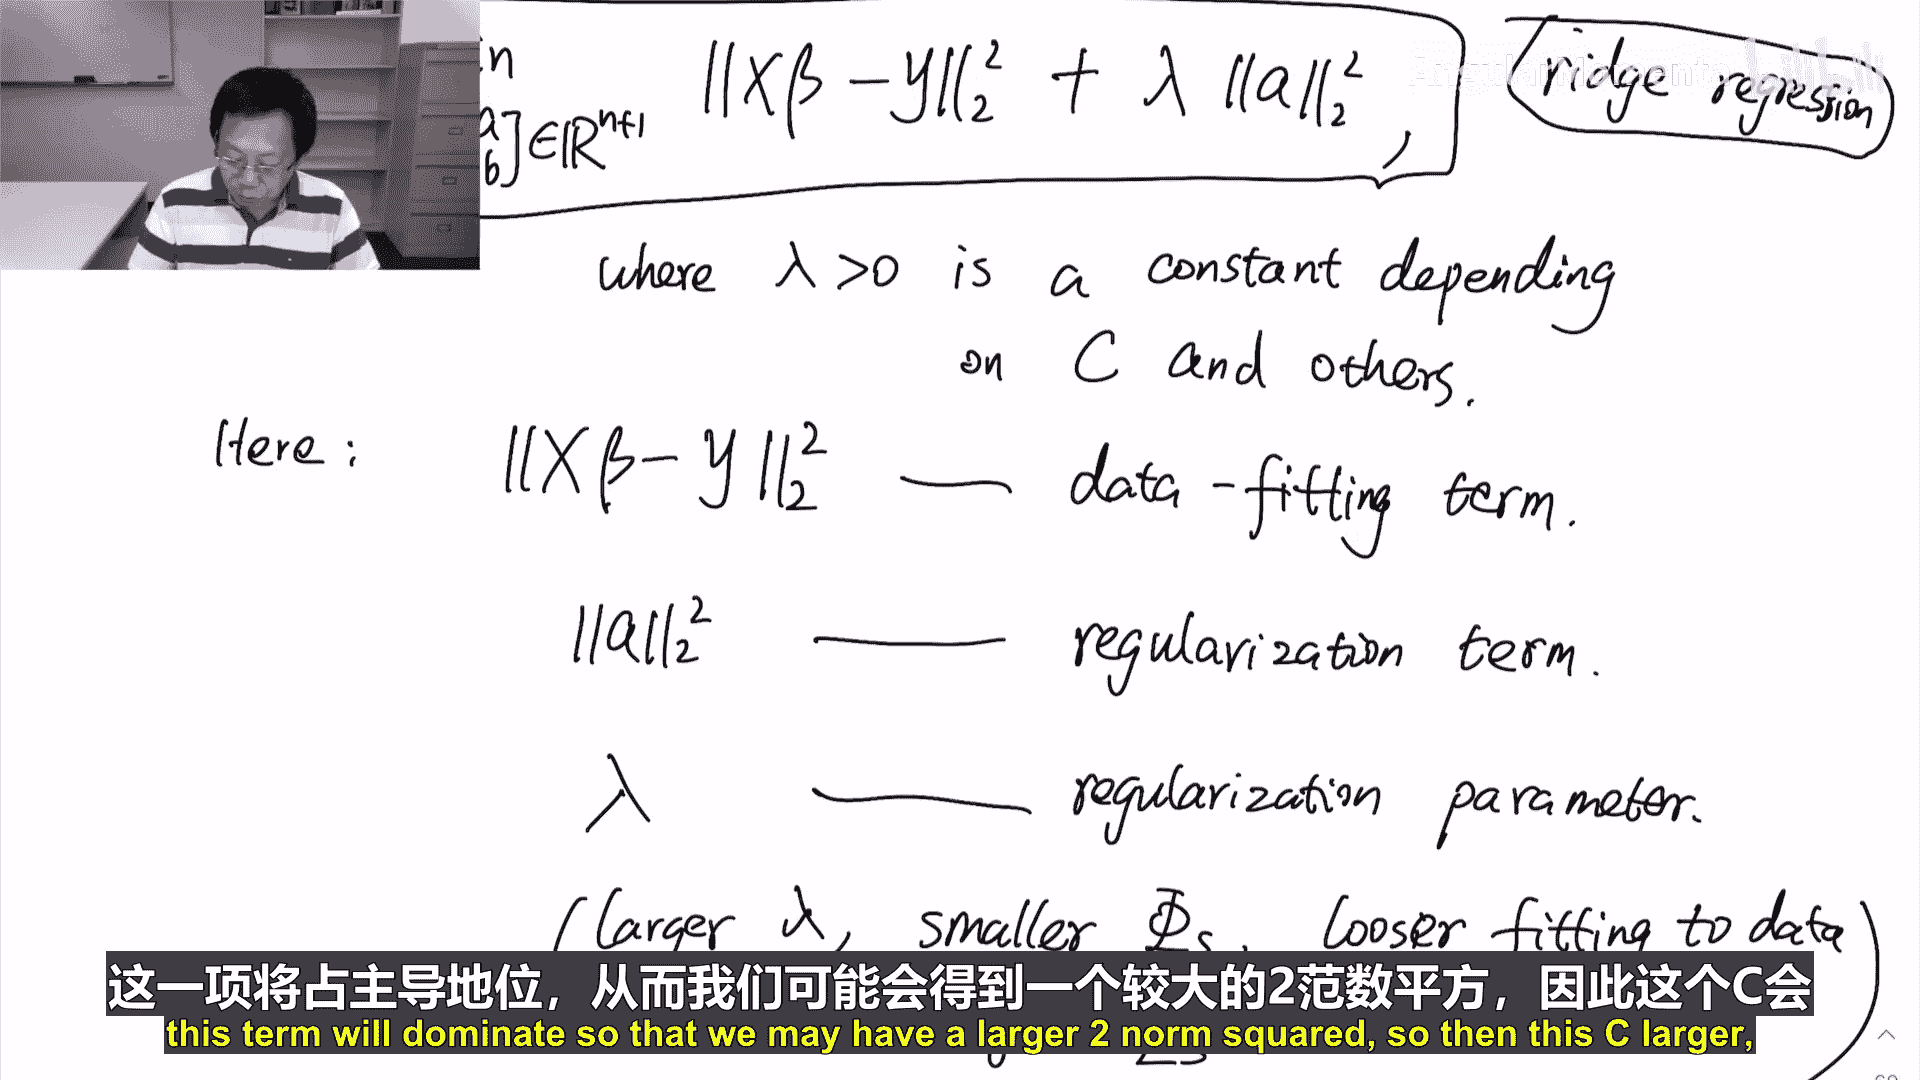 in ‖Xβ - y‖₂² + λ ‖a‖₂² ,
ridge regression
[a b] ∈ ℝⁿ⁺¹
where λ > 0 is a constant depending
on C and others.
Here : ‖Xβ - y‖₂² — data-fitting term.
‖a‖₂² — regularization term.
λ — regularization parameter.
(larger λ, smaller Φ_S, looser fitting to data)
这一项将占主导地位，从而我们可能会得到一个较大的2范数平方，因此这个C会
this term will dominate so that we may have a larger 2 norm squared, so then this C larger,